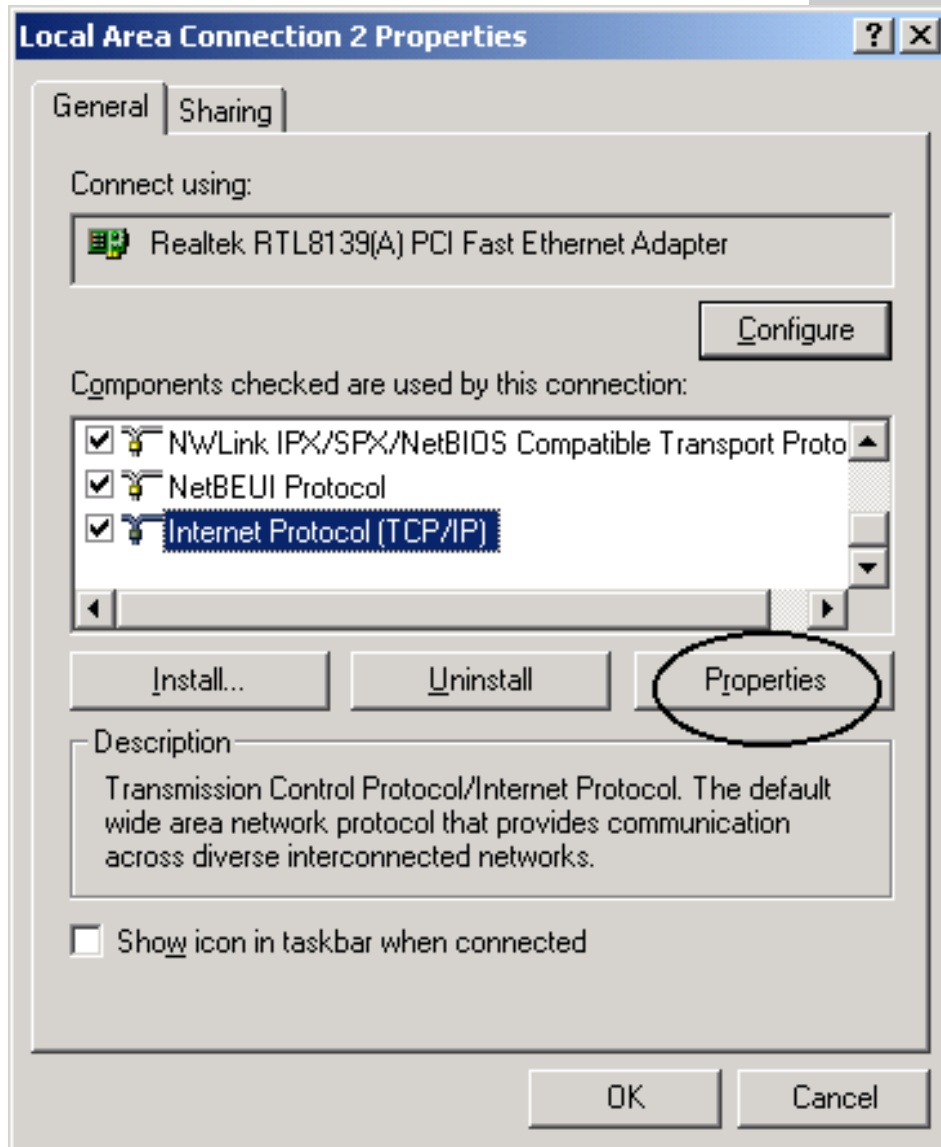 Local Area Connection 2 Properties
General
Sharing
Connect using:
Realtek RTL8139(A) PCI Fast Ethernet Adapter
Configure
Components checked are used by this connection:
NWLink IPX/SPX/NetBIOS Compatible Transport Proto
NetBEUI Protocol
Internet Protocol (TCP/IP)
Install...
Uninstall
Properties
Description
Transmission Control Protocol/Internet Protocol. The default
wide area network protocol that provides communication
across diverse interconnected networks.
Show icon in taskbar when connected
OK
Cancel